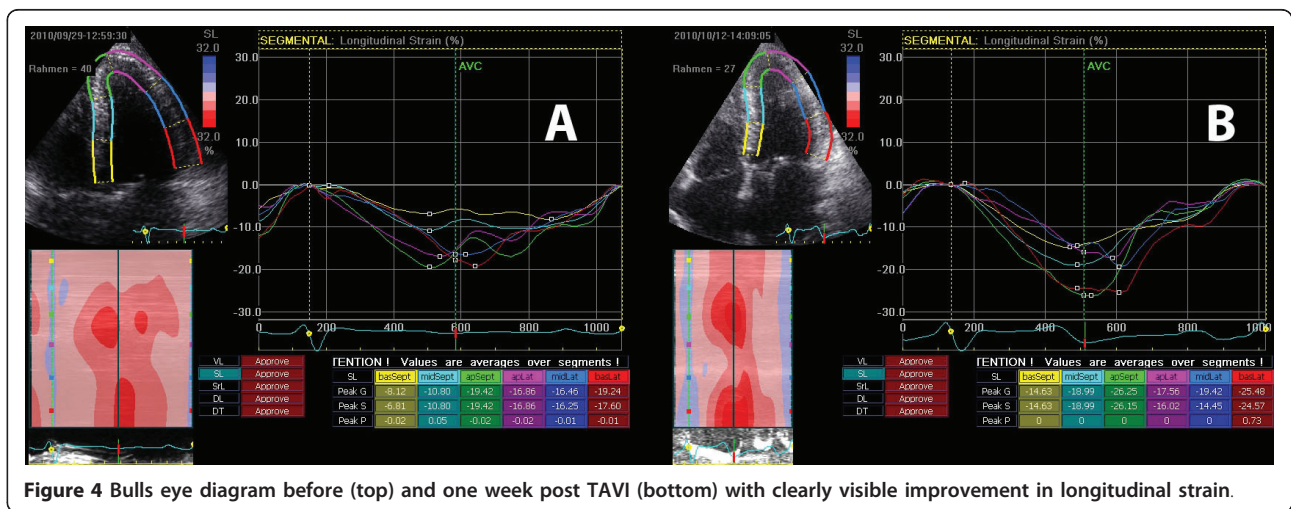 2010/09/29-12:59:30
SL
32.0
Rahmen = 40
32.0
%
SEGMENTAL: Longitudinal Strain (%)
30.0
AVC
20.0
10.0
0.0
-10.0
-20.0
-30.0
0 200 400 600 800 1000
A
VL Approve
SL Approve
SrL Approve
DL Approve
DT Approve
TENTION ! Values are averages over segments !
SL basSept midSept apSept apLat midLat basLat
Peak G -8.12 -10.80 -19.42 -16.86 -16.46 -19.24
Peak S -6.81 -10.80 -19.42 -16.86 -16.25 -17.60
Peak P -0.02 0.05 -0.02 -0.02 -0.01 -0.01
2010/10/12-14:09:05
SL
32.0
Rahmen = 27
32.0
%
SEGMENTAL: Longitudinal Strain (%)
30.0
AVC
20.0
10.0
0.0
-10.0
-20.0
-30.0
0 200 400 600 800 1000
B
VL Approve
SL Approve
SrL Approve
DL Approve
DT Approve
TENTION ! Values are averages over segments !
SL basSept midSept apSept apLat midLat basLat
Peak G -14.63 -18.99 -26.25 -17.56 -19.42 -25.48
Peak S -14.63 -18.99 -26.15 -16.02 -14.45 -24.57
Peak P 0 0 0 0 0 0.73
Figure 4 Bulls eye diagram before (top) and one week post TAVI (bottom) with clearly visible improvement in longitudinal strain.